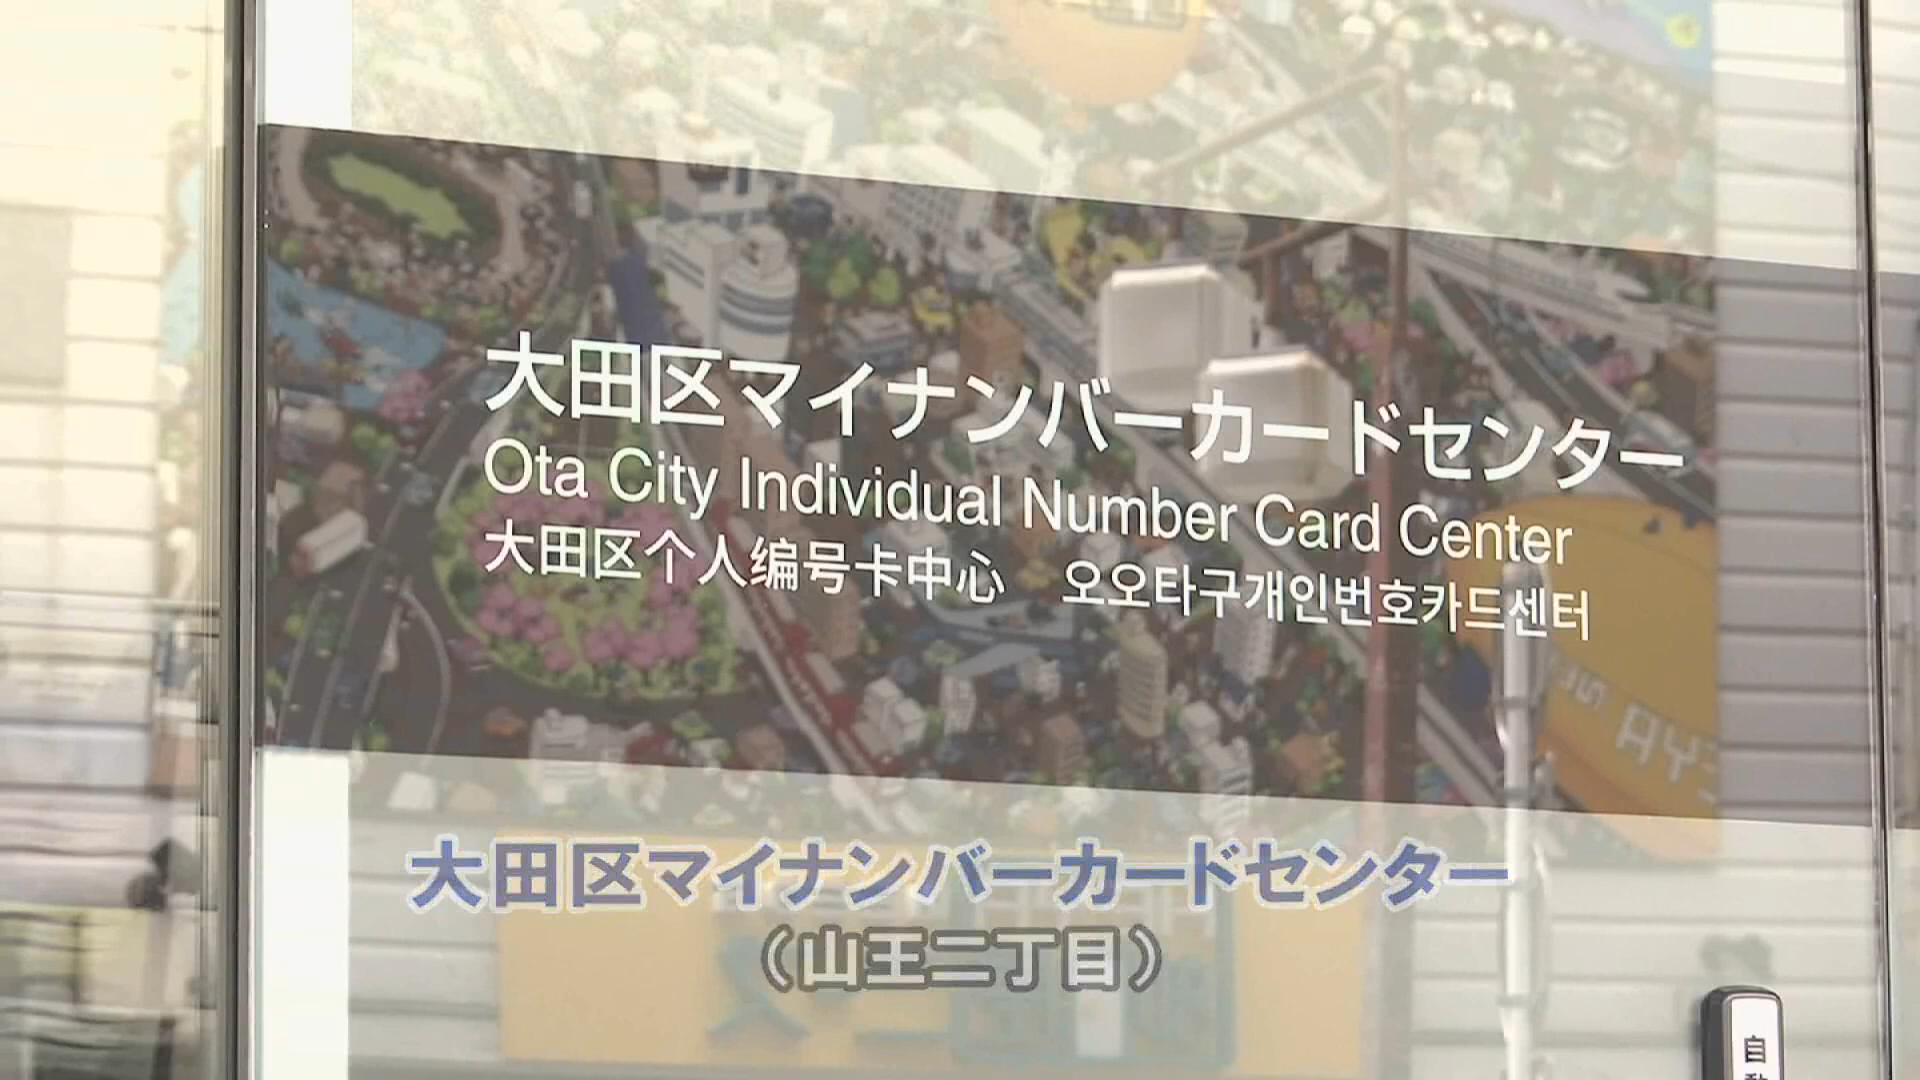 大田区マイナンバーカードセンター
Ota City Individual Number Card Center
大田区个人编号卡中心　오오타구개인번호카드센터
大田区マイナンバーカードセンター
（山王二丁目）
自